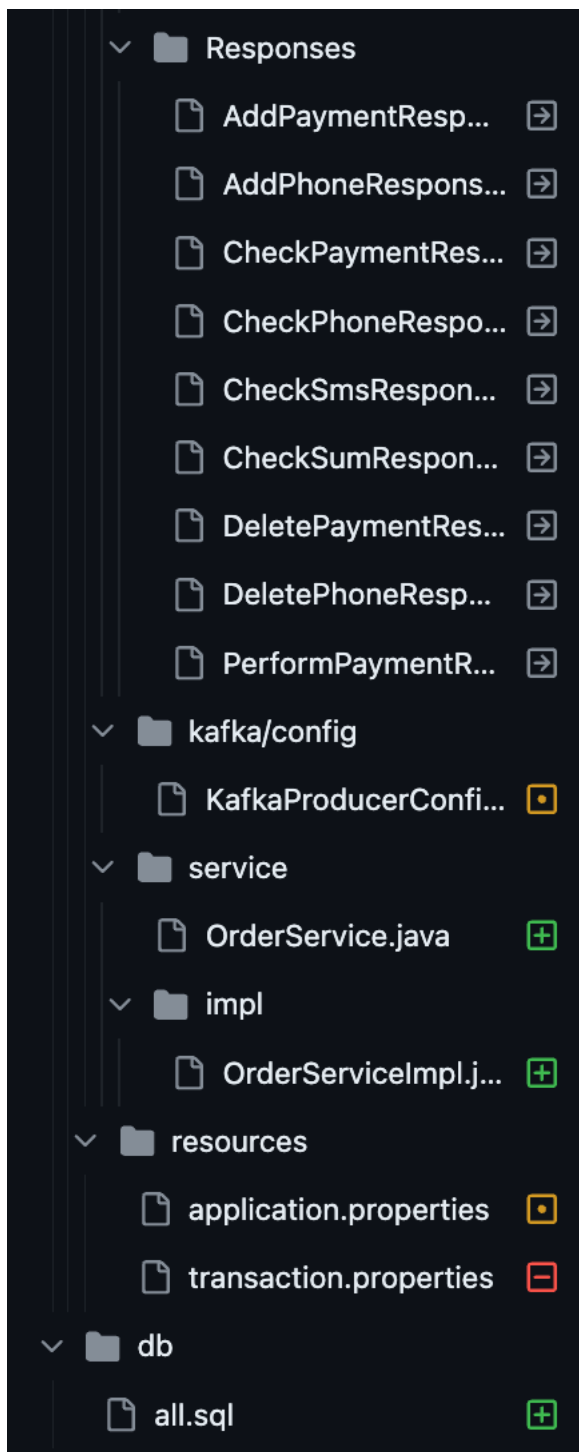 Responses
AddPaymentResp...
AddPhoneRespons...
CheckPaymentRes...
CheckPhoneRespo...
CheckSmsRespon...
CheckSumRespon...
DeletePaymentRes...
DeletePhoneResp...
PerformPaymentR...
kafka/config
KafkaProducerConfi...
service
OrderService.java
impl
OrderServiceImpl.j...
resources
application.properties
transaction.properties
db
all.sql